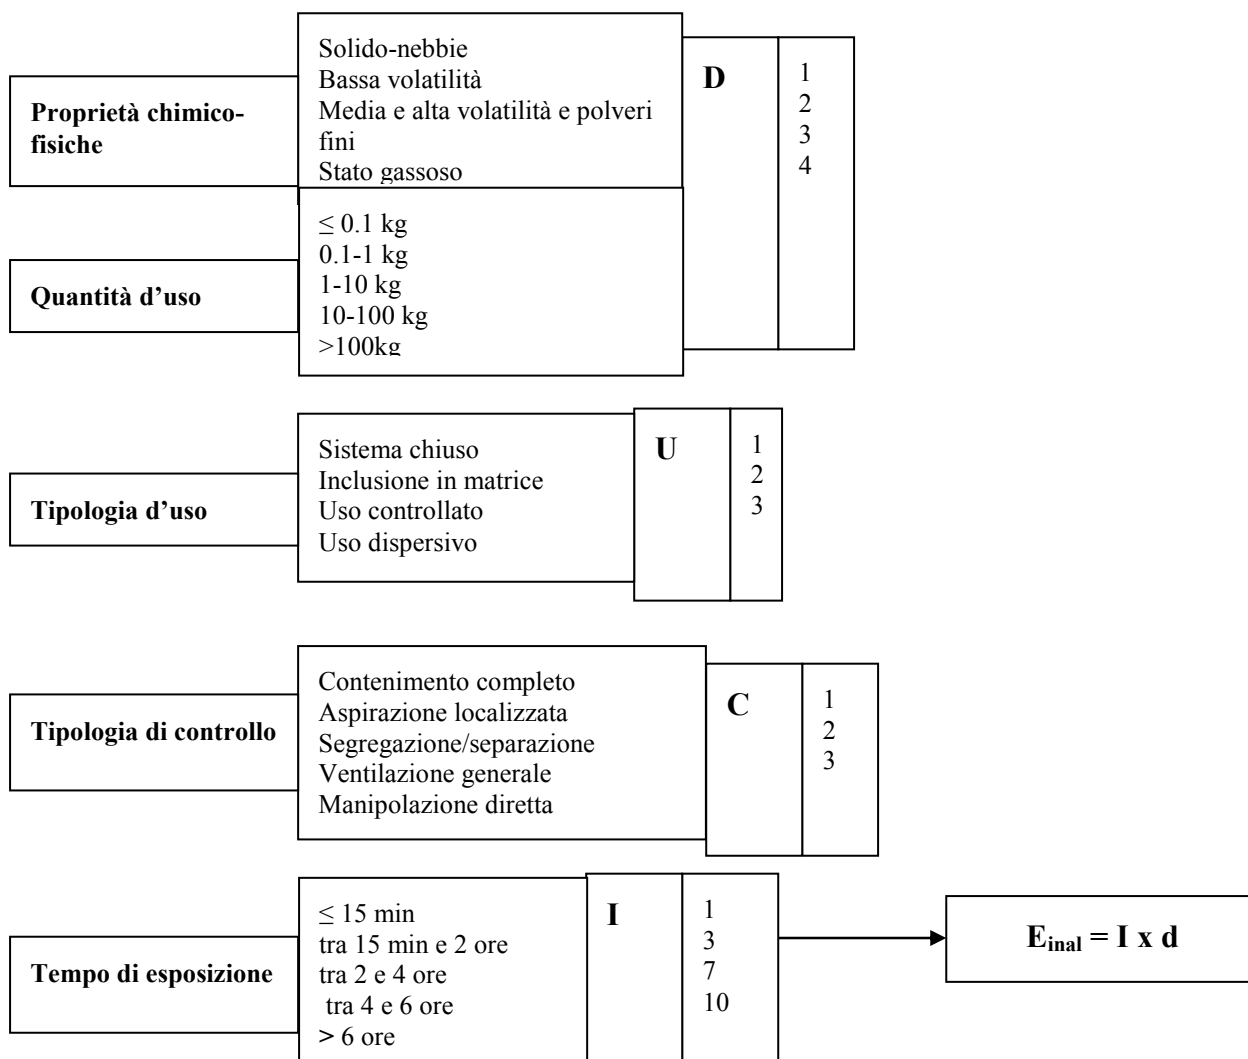 Proprietà chimico-
fisiche
Solido-nebbie
Bassa volatilità
Media e alta volatilità e polveri
fini
Stato gassoso
D
1
2
3
4
Quantità d’uso
≤ 0.1 kg
0.1-1 kg
1-10 kg
10-100 kg
>100kg
Tipologia d’uso
Sistema chiuso
Inclusione in matrice
Uso controllato
Uso dispersivo
U
1
2
3
Tipologia di controllo
Contenimento completo
Aspirazione localizzata
Segregazione/separazione
Ventilazione generale
Manipolazione diretta
C
1
2
3
Tempo di esposizione
≤ 15 min
tra 15 min e 2 ore
tra 2 e 4 ore
tra 4 e 6 ore
> 6 ore
I
1
3
7
10
Einal = I x d